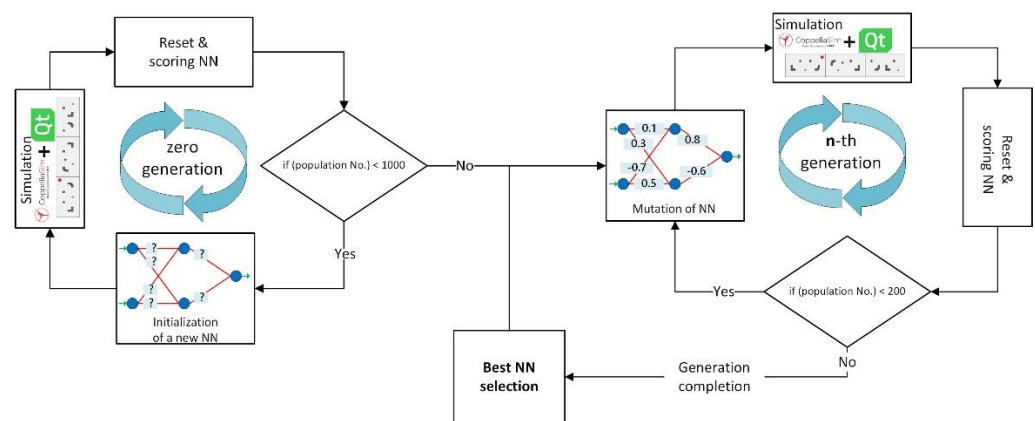 Reset &
scoring NN
Simulation
CoppeliaSim
+
Qt
zero
generation
if (population No.) < 1000
No
Yes
?
?
?
?
?
?
Initialization
of a new NN
Simulation
CoppeliaSim
+
Qt
0.1
0.3
0.8
-0.7
-0.6
0.5
Mutation of NN
n-th
generation
Reset &
scoring NN
if (population No.) < 200
Yes
No
Generation
completion
Best NN
selection